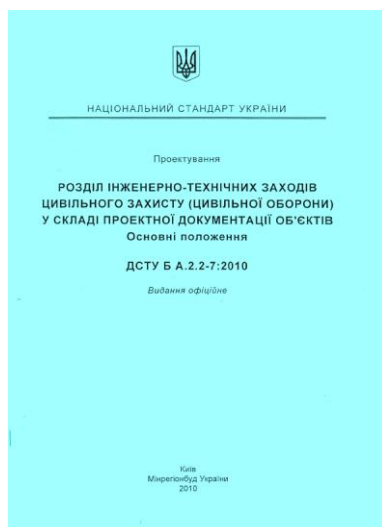 НАЦІОНАЛЬНИЙ СТАНДАРТ УКРАЇНИ
Проектування
РОЗДІЛ ІНЖЕНЕРНО-ТЕХНІЧНИХ ЗАХОДІВ
ЦИВІЛЬНОГО ЗАХИСТУ (ЦИВІЛЬНОЇ ОБОРОНИ)
У СКЛАДІ ПРОЕКТНОЇ ДОКУМЕНТАЦІЇ ОБ'ЄКТІВ
Основні положення
ДСТУ Б А.2.2-7:2010
Видання офіційне
Київ
Мінрегіонбуд України
2010